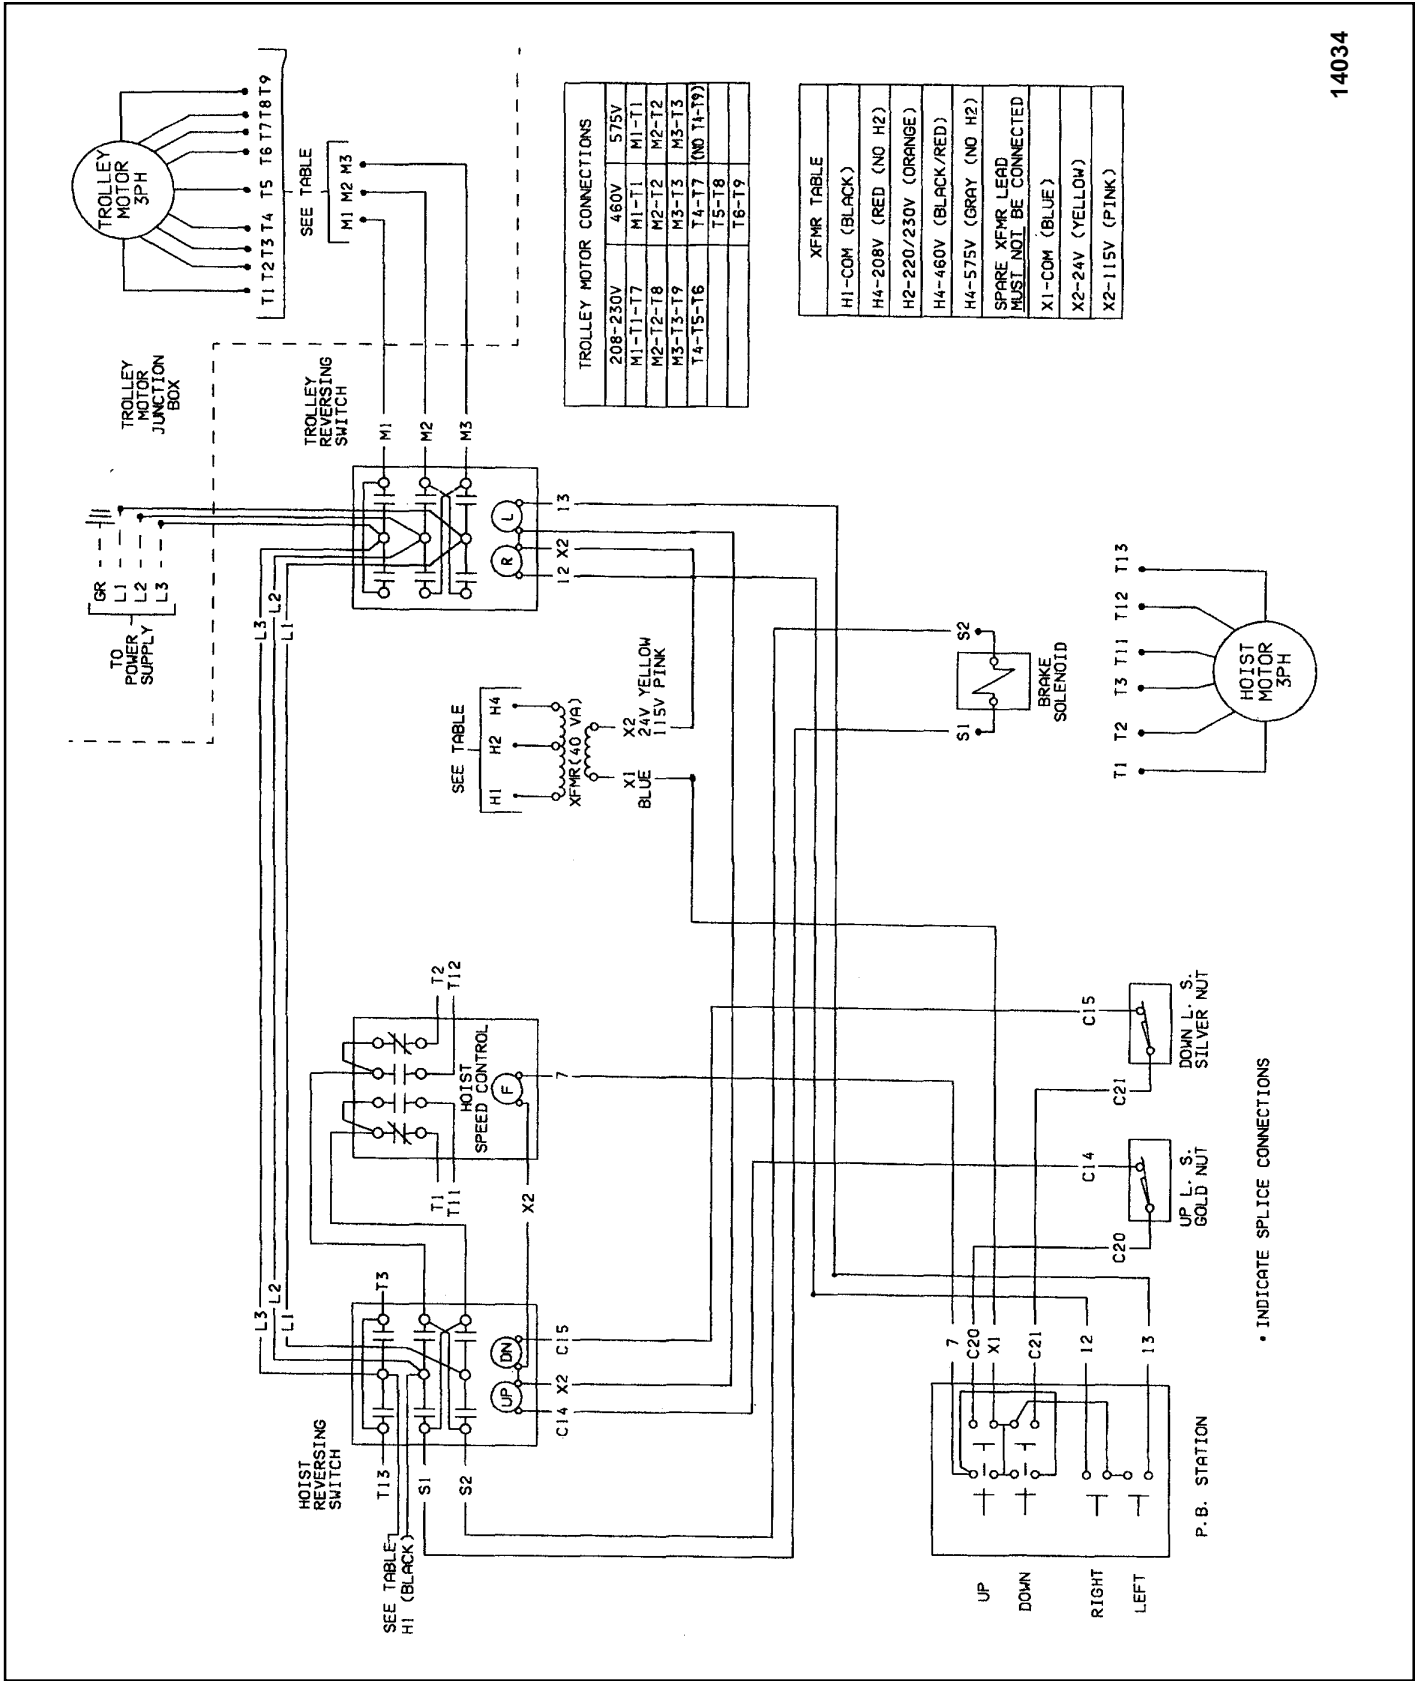 14034
TROLLEY
MOTOR
3PH
T1 T2 T3 T4 T5 T6 T7 T8 T9
SEE TABLE
M1 M2 M3
TROLLEY
MOTOR
JUNCTION
BOX
GR
L1
L2
L3
TO
POWER
SUPPLY
TROLLEY
REVERSING
SWITCH
M1
M2
M3
R
L
12 X2 13
L3
L2
L1
TROLLEY MOTOR CONNECTIONS
208-230V 460V 575V
M1-T1-T7 M1-T1 M1-T1
M2-T2-T8 M2-T2 M2-T2
M3-T3-T9 M3-T3 M3-T3
T4-T5-T6 T4-T7 (NO T4-T9)
T5-T8
T6-T9
XFMR TABLE
H1-COM (BLACK)
H4-208V (RED (NO H2)
H2-220/230V (ORANGE)
H4-460V (BLACK/RED)
H4-575V (GRAY (NO H2)
SPARE XFMR LEAD
MUST NOT BE CONNECTED
X1-COM (BLUE)
X2-24V (YELLOW)
X2-115V (PINK)
SEE TABLE
H1 H2 H4
XFMR(40 VA)
X1
BLUE
X2
24V YELLOW
115V PINK
S1
S2
BRAKE
SOLENOID
T1 T2 T3 T11 T12 T13
HOIST
MOTOR
3PH
T2
T12
HOIST
SPEED CONTROL
F
7
T1
T11
X2
L3
L2
L1
T3
HOIST
REVERSING
SWITCH
UP
DN
C14 X2 C15
T13
S1
S2
SEE TABLE
H1 (BLACK)
C15
C21
DOWN L. S.
SILVER NUT
C14
C20
UP L. S.
GOLD NUT
7
C20
X1
C21
12
13
P.B. STATION
UP
DOWN
RIGHT
LEFT
• INDICATE SPLICE CONNECTIONS